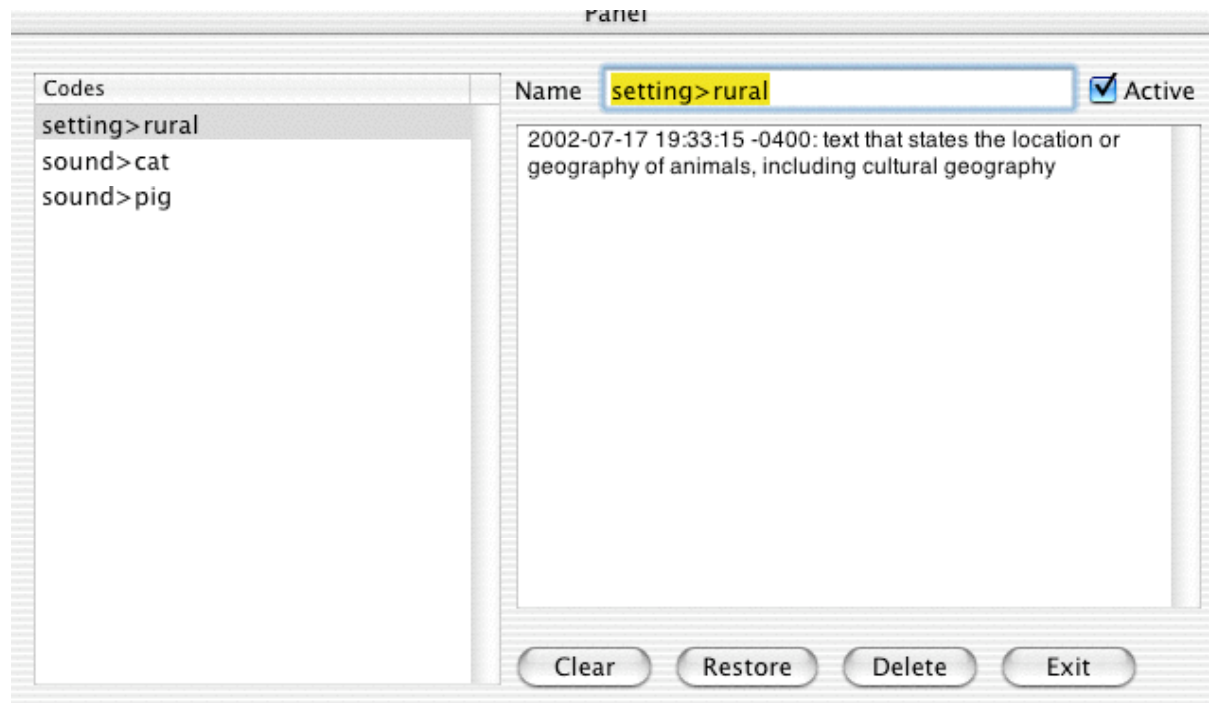 Panel
Codes
setting>rural
sound>cat
sound>pig
Name setting>rural Active
2002-07-17 19:33:15 -0400: text that states the location or
geography of animals, including cultural geography
Clear Restore Delete Exit